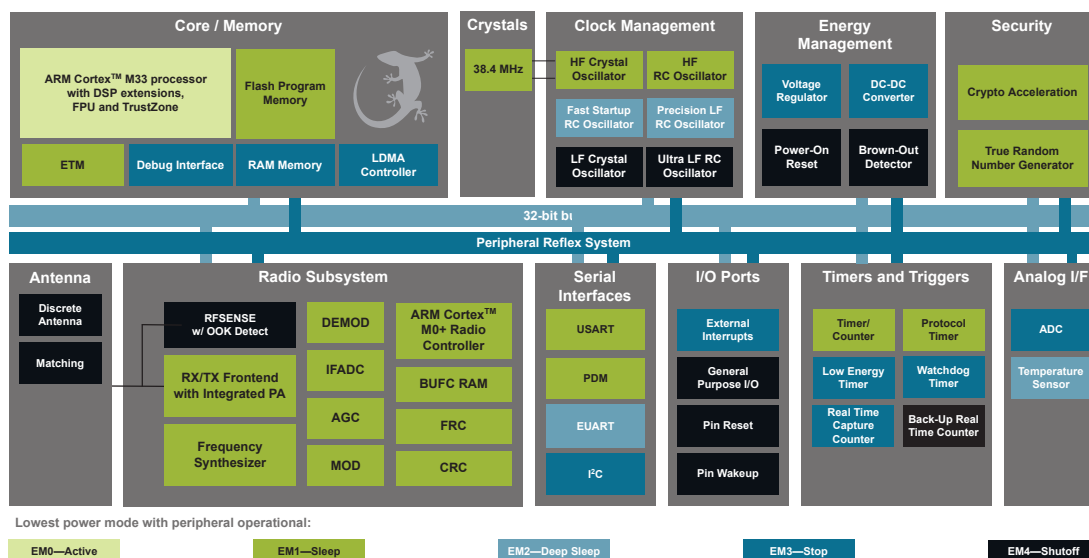 Core / Memory
ARM Cortex™ M33 processor
with DSP extensions,
FPU and TrustZone
Flash Program
Memory
ETM
Debug Interface
RAM Memory
LDMA
Controller
Crystals
38.4 MHz
Clock Management
HF Crystal
Oscillator
HF
RC Oscillator
Fast Startup
RC Oscillator
Precision LF
RC Oscillator
LF Crystal
Oscillator
Ultra LF RC
Oscillator
Energy
Management
Voltage
Regulator
DC-DC
Converter
Power-On
Reset
Brown-Out
Detector
Security
Crypto Acceleration
True Random
Number Generator
32-bit
Peripheral Reflex System
Antenna
Discrete
Antenna
Matching
Radio Subsystem
RFSENSE
w/ OOK Detect
RX/TX Frontend
with Integrated PA
Frequency
Synthesizer
DEMOD
IFADC
AGC
MOD
ARM Cortex™
M0+ Radio
Controller
BUFC RAM
FRC
CRC
Serial
Interfaces
USART
PDM
EUART
I²C
I/O Ports
External
Interrupts
General
Purpose I/O
Pin Reset
Pin Wakeup
Timers and Triggers
Timer/
Counter
Protocol
Timer
Low Energy
Timer
Watchdog
Timer
Real Time
Capture
Counter
Back-Up Real
Time Counter
Analog I/F
ADC
Temperature
Sensor
Lowest power mode with peripheral operational:
EM0—Active
EM1—Sleep
EM2—Deep Sleep
EM3—Stop
EM4—Shutoff